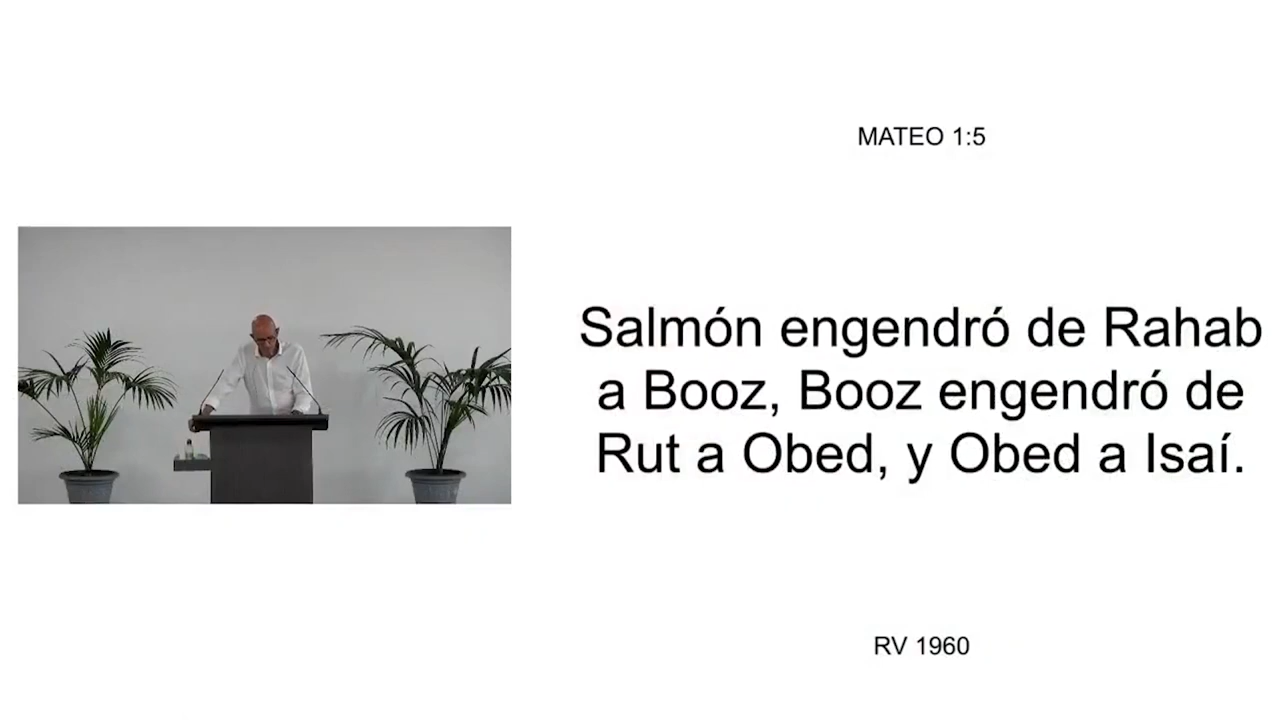 MATEO 1:5
Salmón engendró de Rahab
a Booz, Booz engendró de
Rut a Obed, y Obed a Isaí.
RV 1960